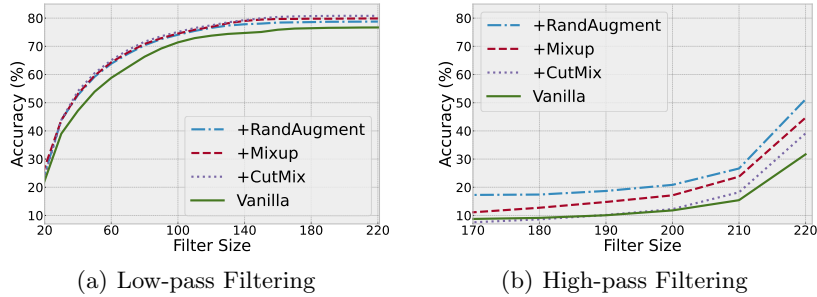 Accuracy (%)
80
70
60
50
40
30
20
10
+RandAugment
+Mixup
+CutMix
Vanilla
20 60 100 140 180 220
Filter Size
(a) Low-pass Filtering
Accuracy (%)
80
70
60
50
40
30
20
10
+RandAugment
+Mixup
+CutMix
Vanilla
170 180 190 200 210 220
Filter Size
(b) High-pass Filtering